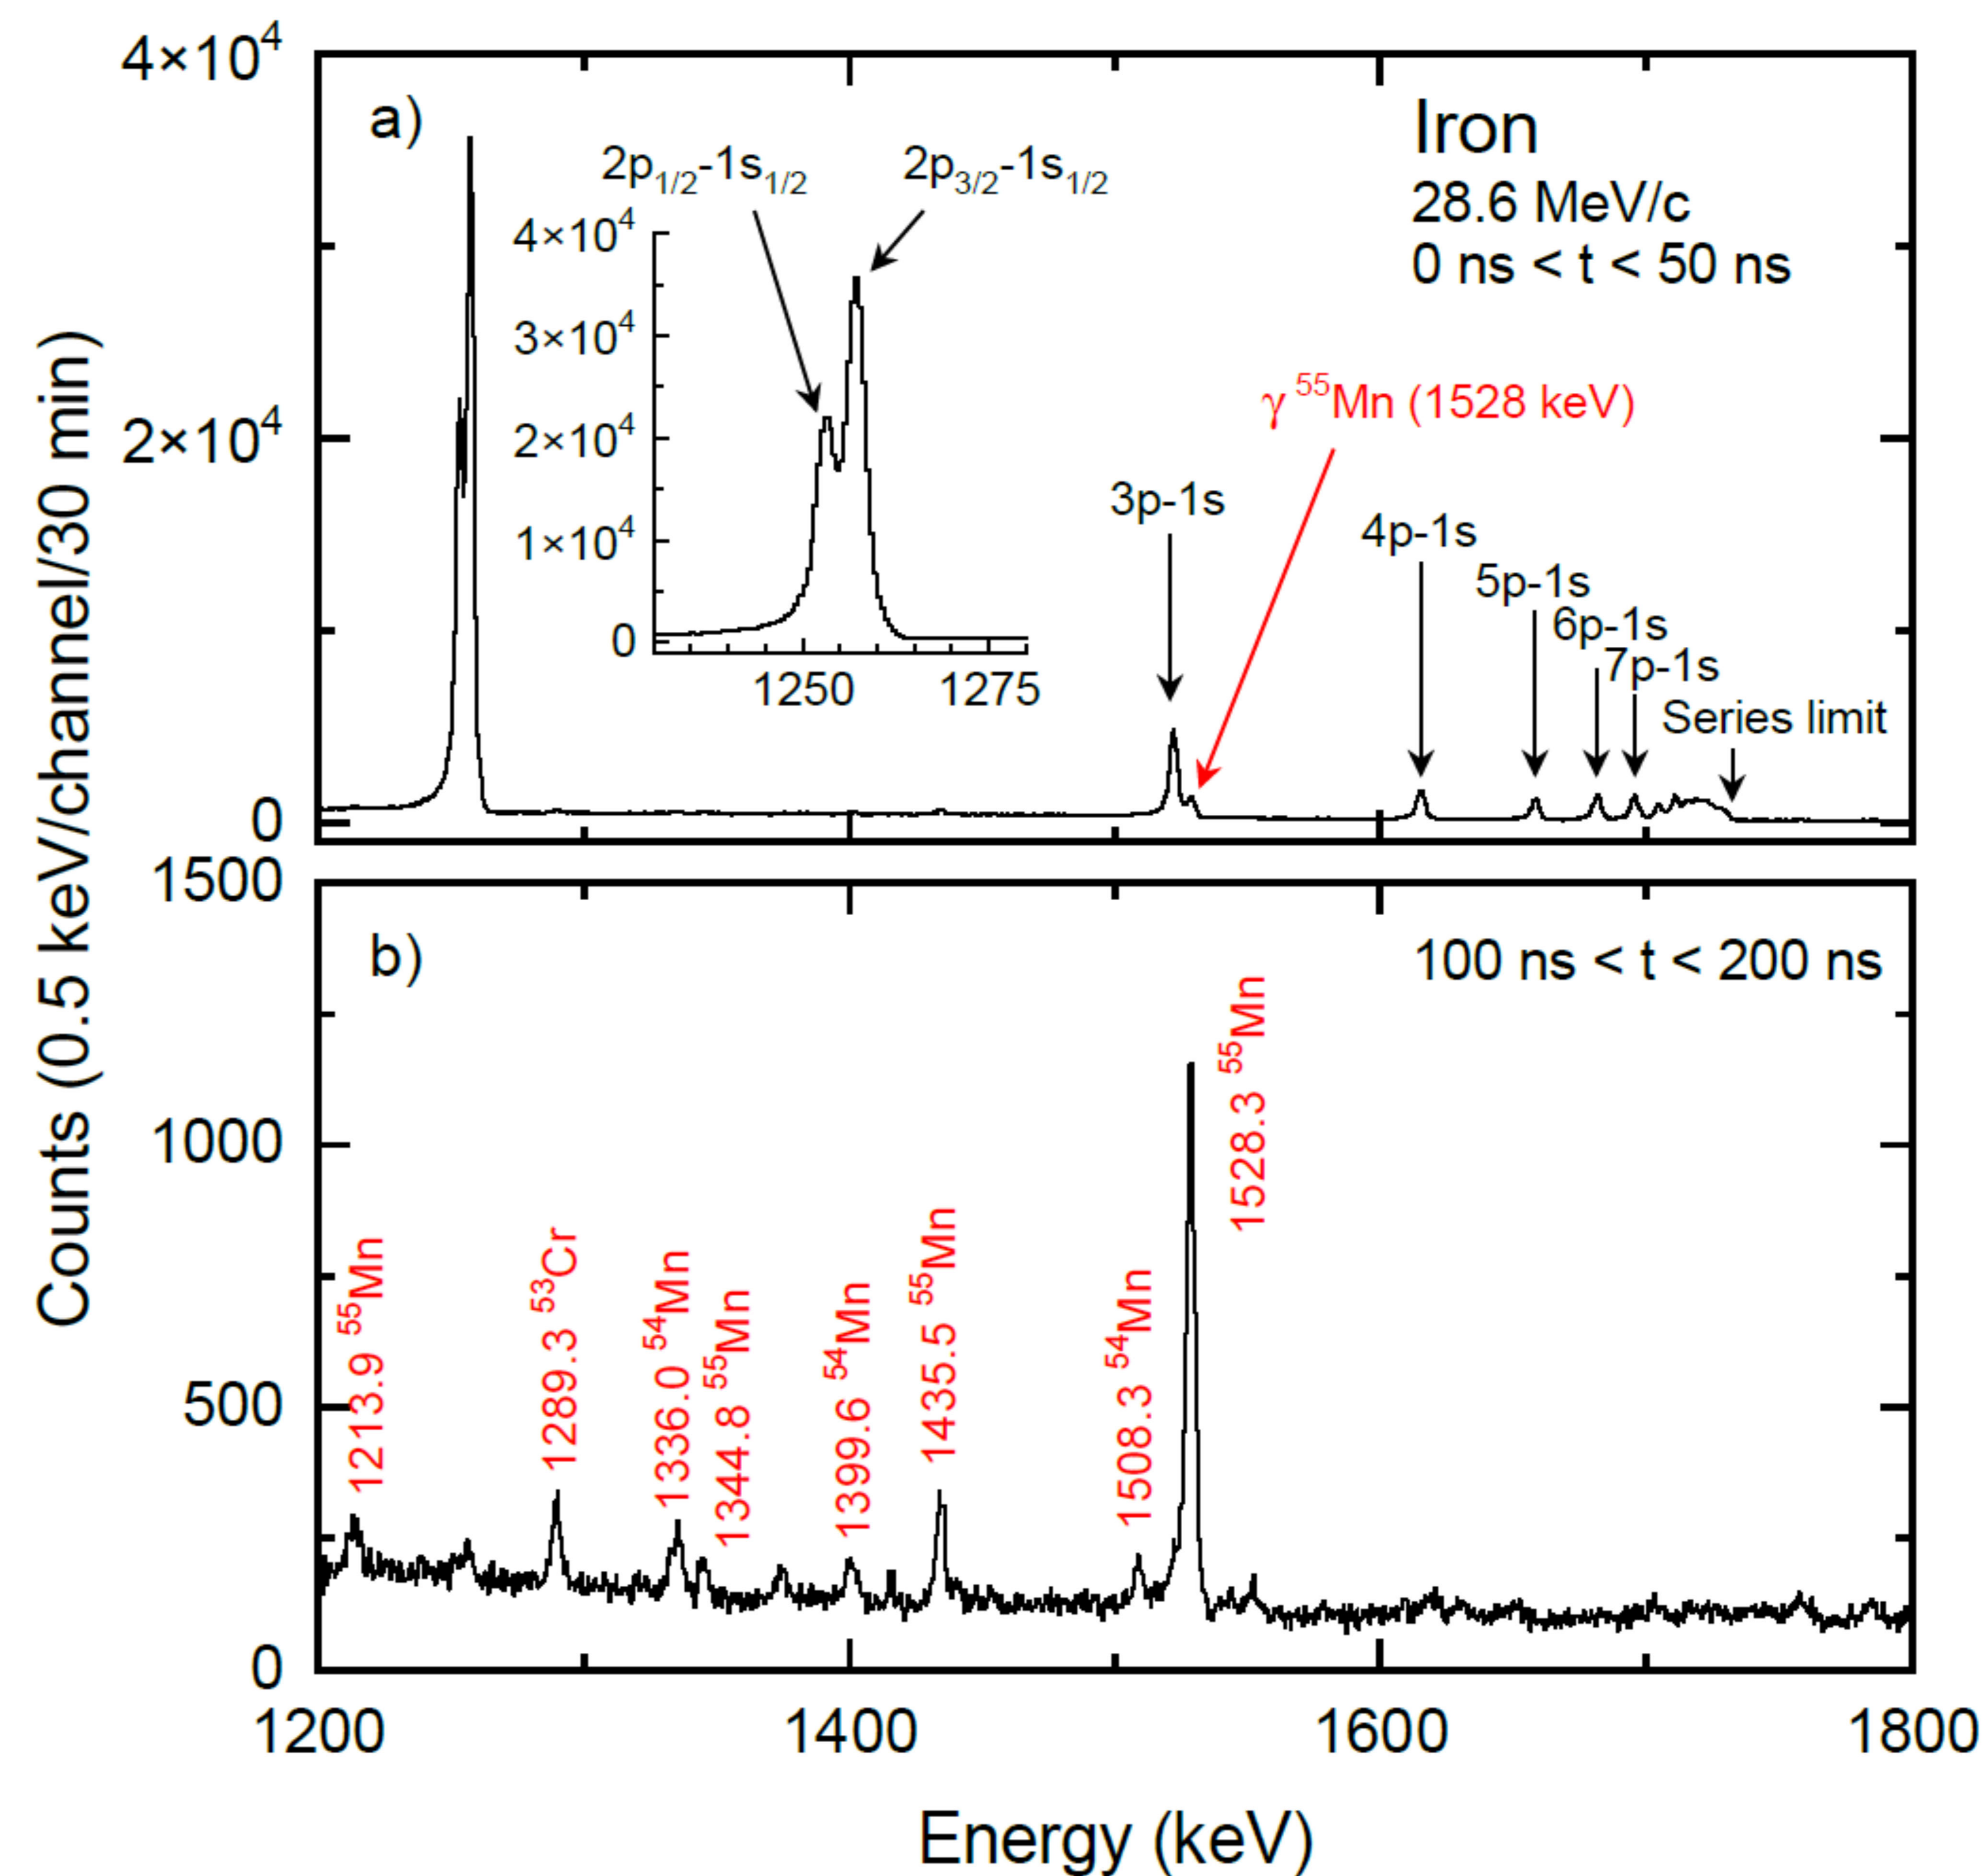 Counts (0.5 keV/channel/30 min)
4×10⁴
2×10⁴
0
a)
Iron
28.6 MeV/c
0 ns < t < 50 ns
2p₁/₂-1s₁/₂
2p₃/₂-1s₁/₂
4×10⁴
3×10⁴
2×10⁴
1×10⁴
0
1250
1275
γ ⁵⁵Mn (1528 keV)
3p-1s
4p-1s
5p-1s
6p-1s
7p-1s
Series limit
1500
1000
500
0
b)
100 ns < t < 200 ns
1213.9 ⁵⁵Mn
1289.3 ⁵³Cr
1336.0 ⁵⁴Mn
1344.8 ⁵⁵Mn
1399.6 ⁵⁴Mn
1435.5 ⁵⁵Mn
1508.3 ⁵⁴Mn
1528.3 ⁵⁵Mn
1200
1400
1600
1800
Energy (keV)